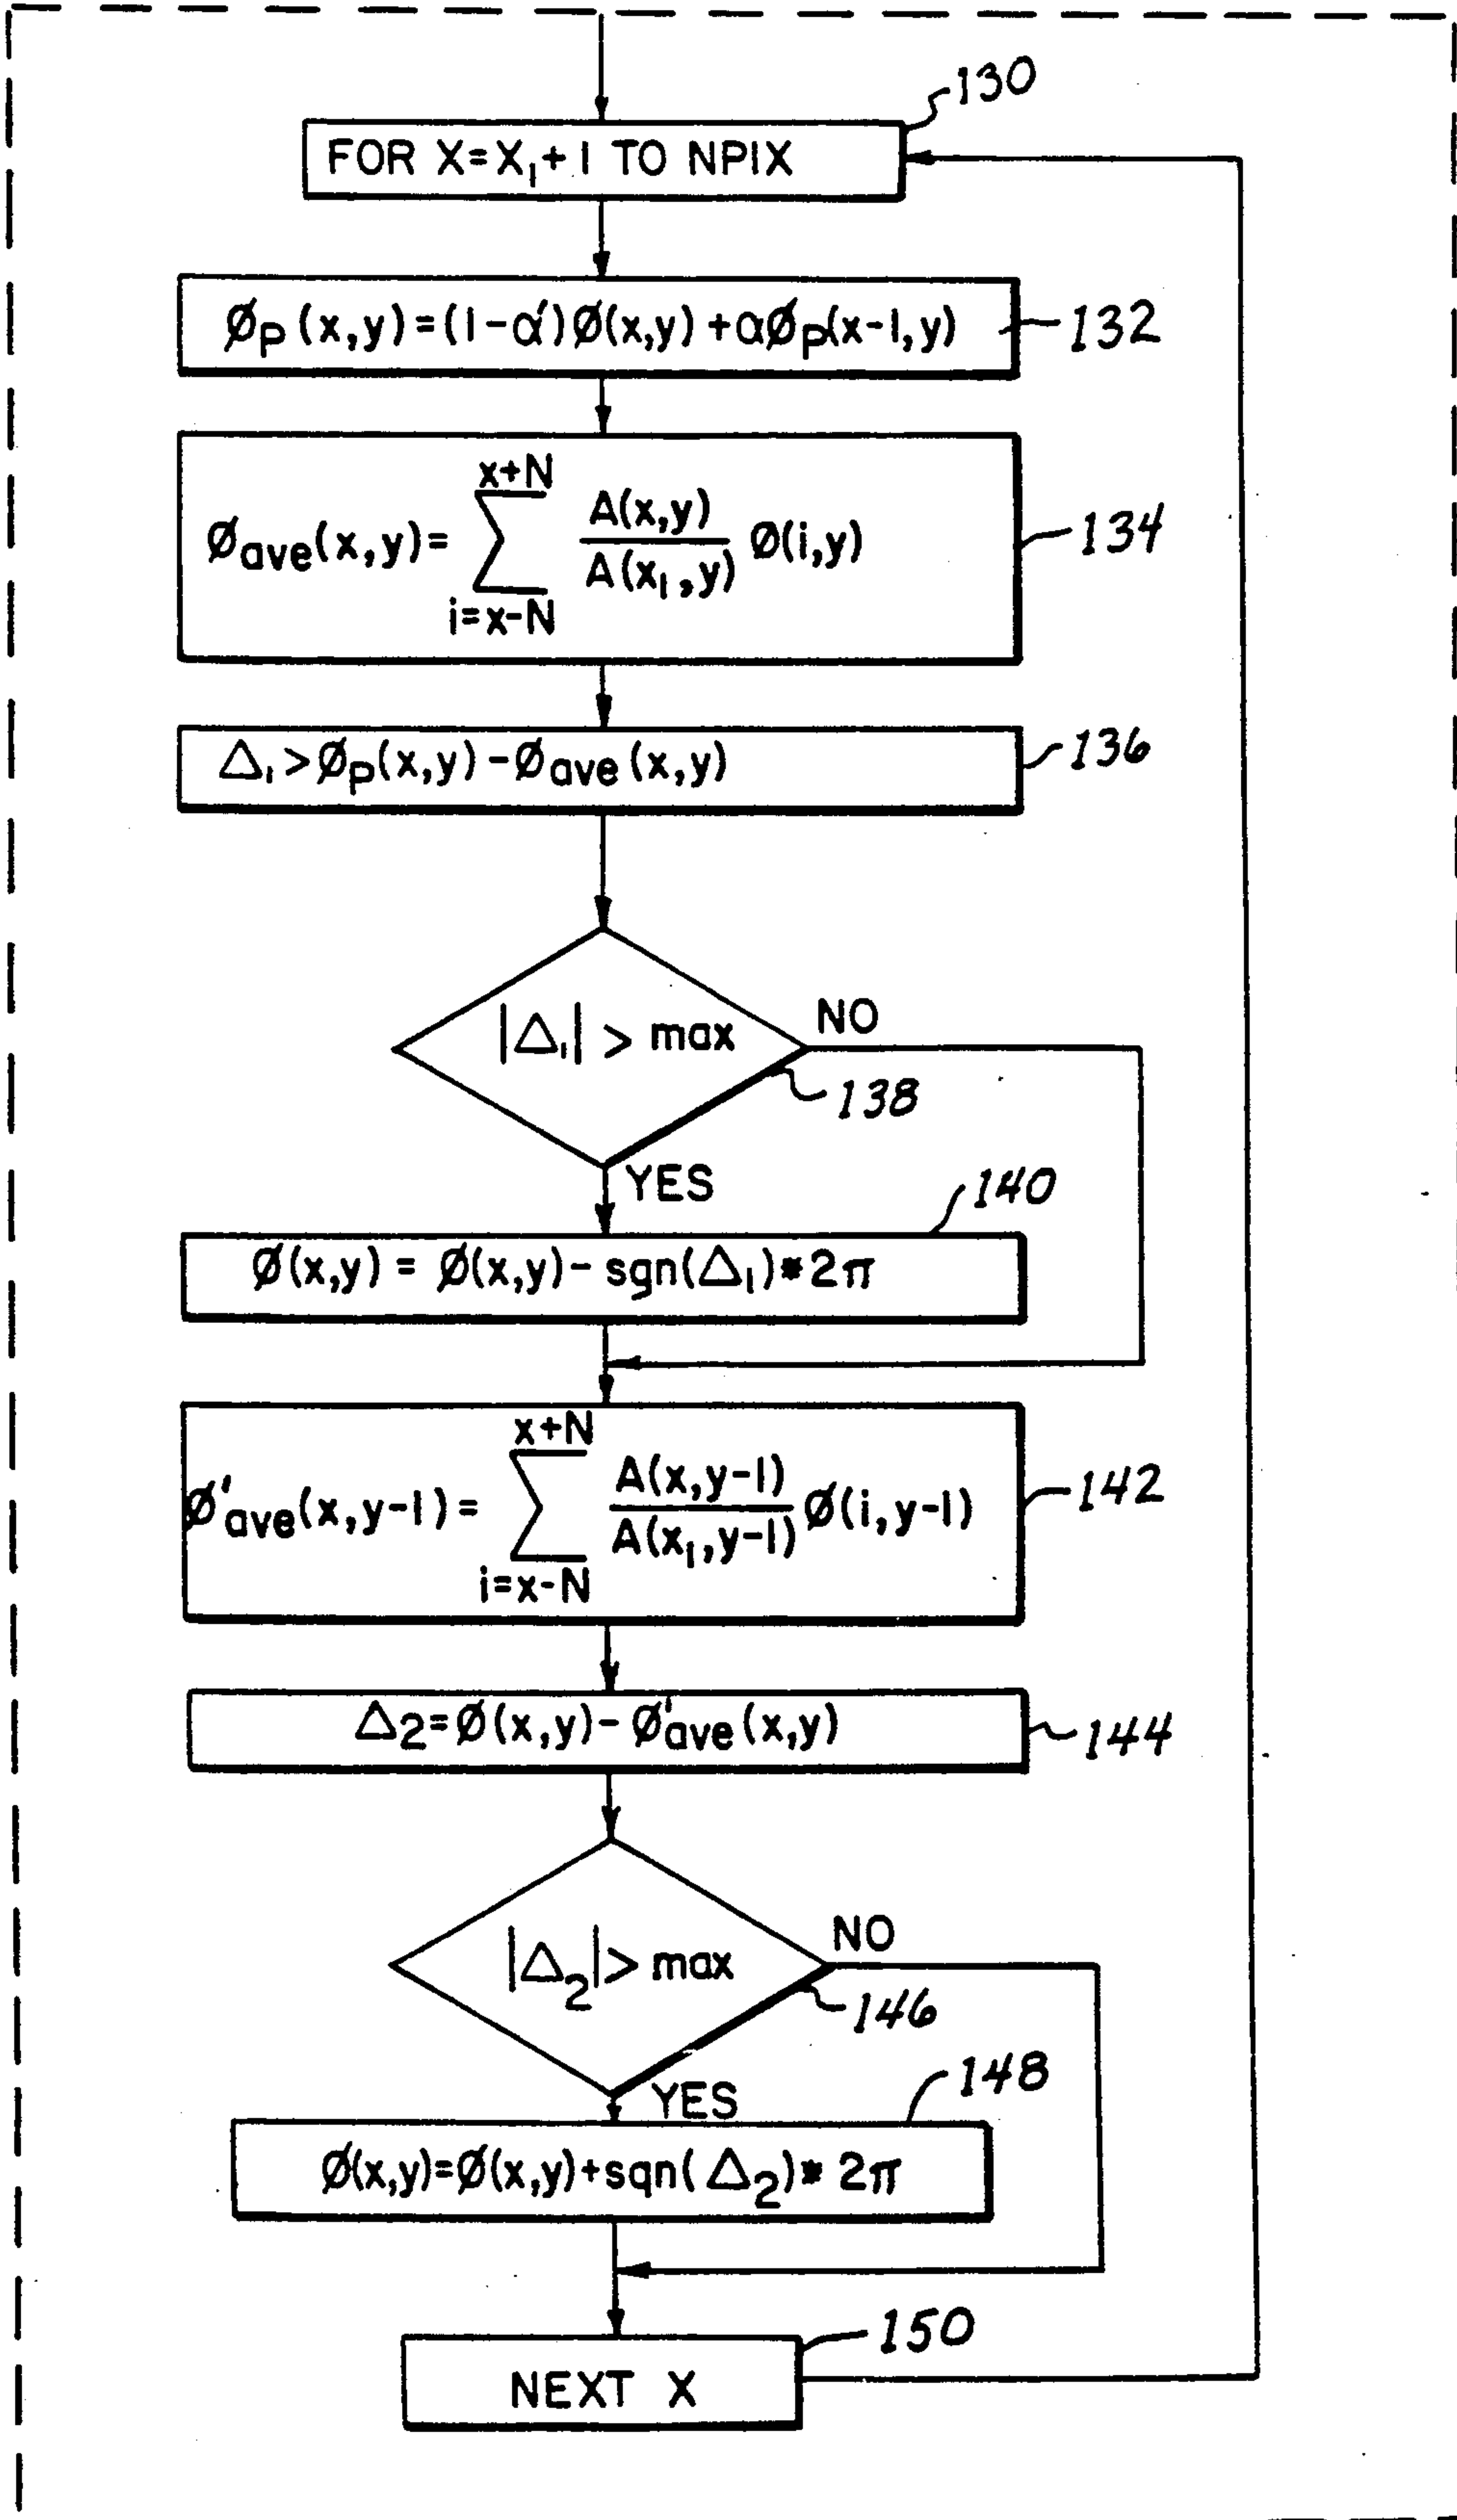 130
FOR X=X₁+1 TO NPIX
Øp(x,y)=(1-α')Ø(x,y)+αØp(x-1,y)
132
x+N
Øave(x,y)= ∑ A(x,y)/A(x₁,y) Ø(i,y)
i=x-N
134
Δ₁>Øp(x,y)-Øave(x,y)
136
|Δ₁| > max
NO
138
YES
140
Ø(x,y) = Ø(x,y)- sgn(Δ₁)*2π
x+N
Ø'ave(x,y-1)= ∑ A(x,y-1)/A(x₁,y-1) Ø(i,y-1)
i=x-N
142
Δ2=Ø(x,y)-Ø'ave(x,y)
144
|Δ₂|> max
NO
146
YES
148
Ø(x,y)=Ø(x,y)+sqn(Δ₂)* 2π
150
NEXT X